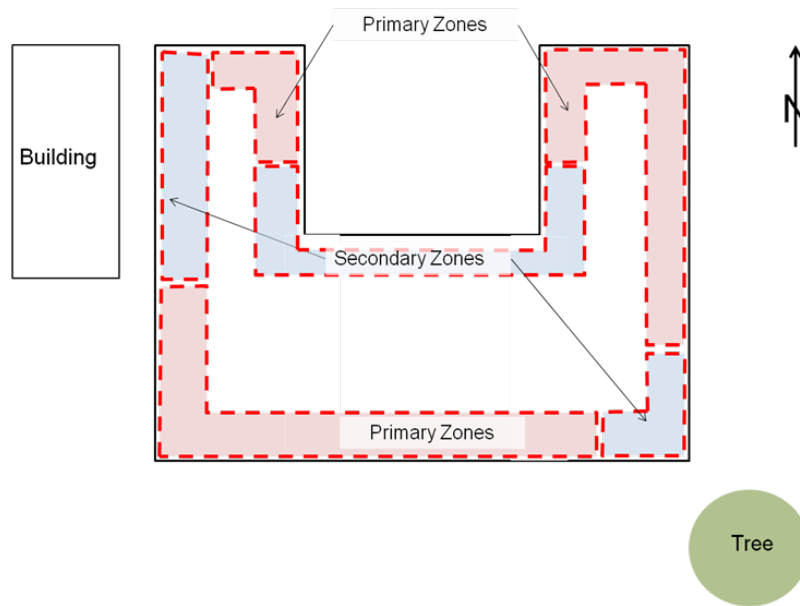 Primary Zones
N
Building
Secondary Zones
Primary Zones
Tree